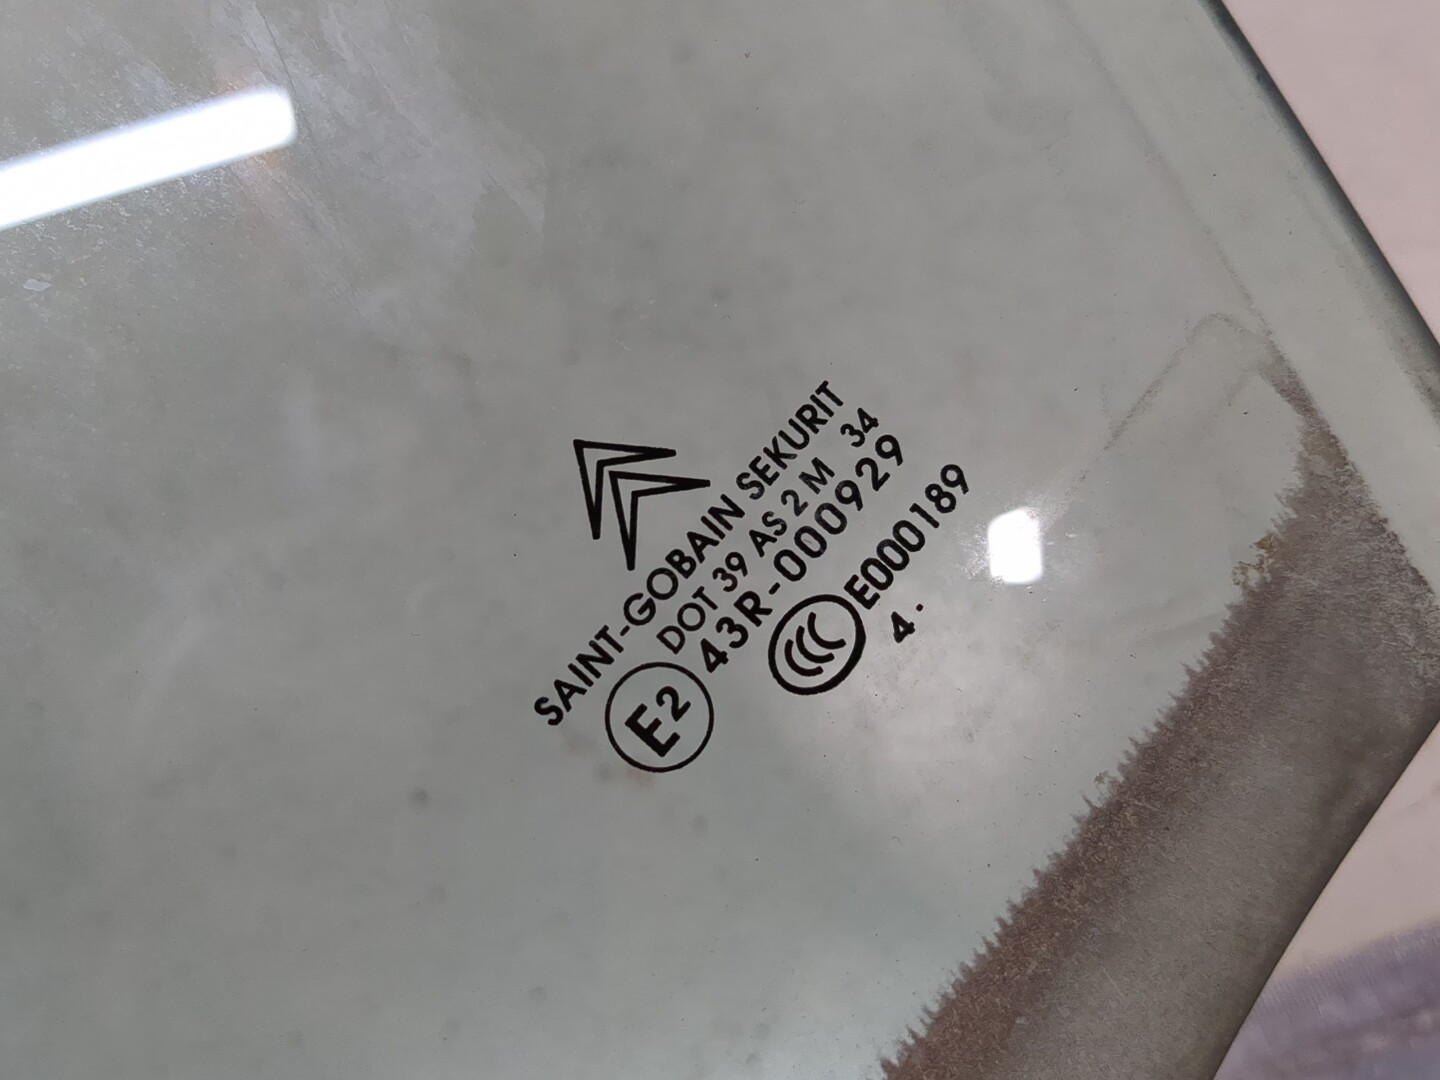 SAINT-GOBAIN SEKURIT
DOT 39 AS 2 M 34
E2 43R-000929
CCC E000189
4 .